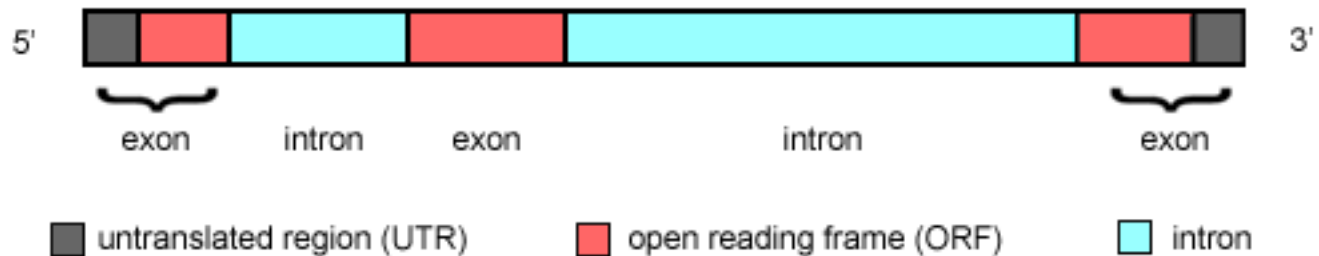 5' 3'
exon intron exon intron exon
untranslated region (UTR) open reading frame (ORF) intron